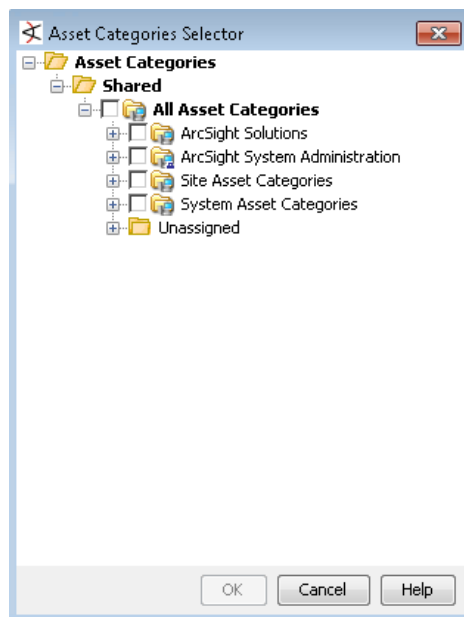 Asset Categories Selector
Asset Categories
Shared
All Asset Categories
ArcSight Solutions
ArcSight System Administration
Site Asset Categories
System Asset Categories
Unassigned
OK Cancel Help